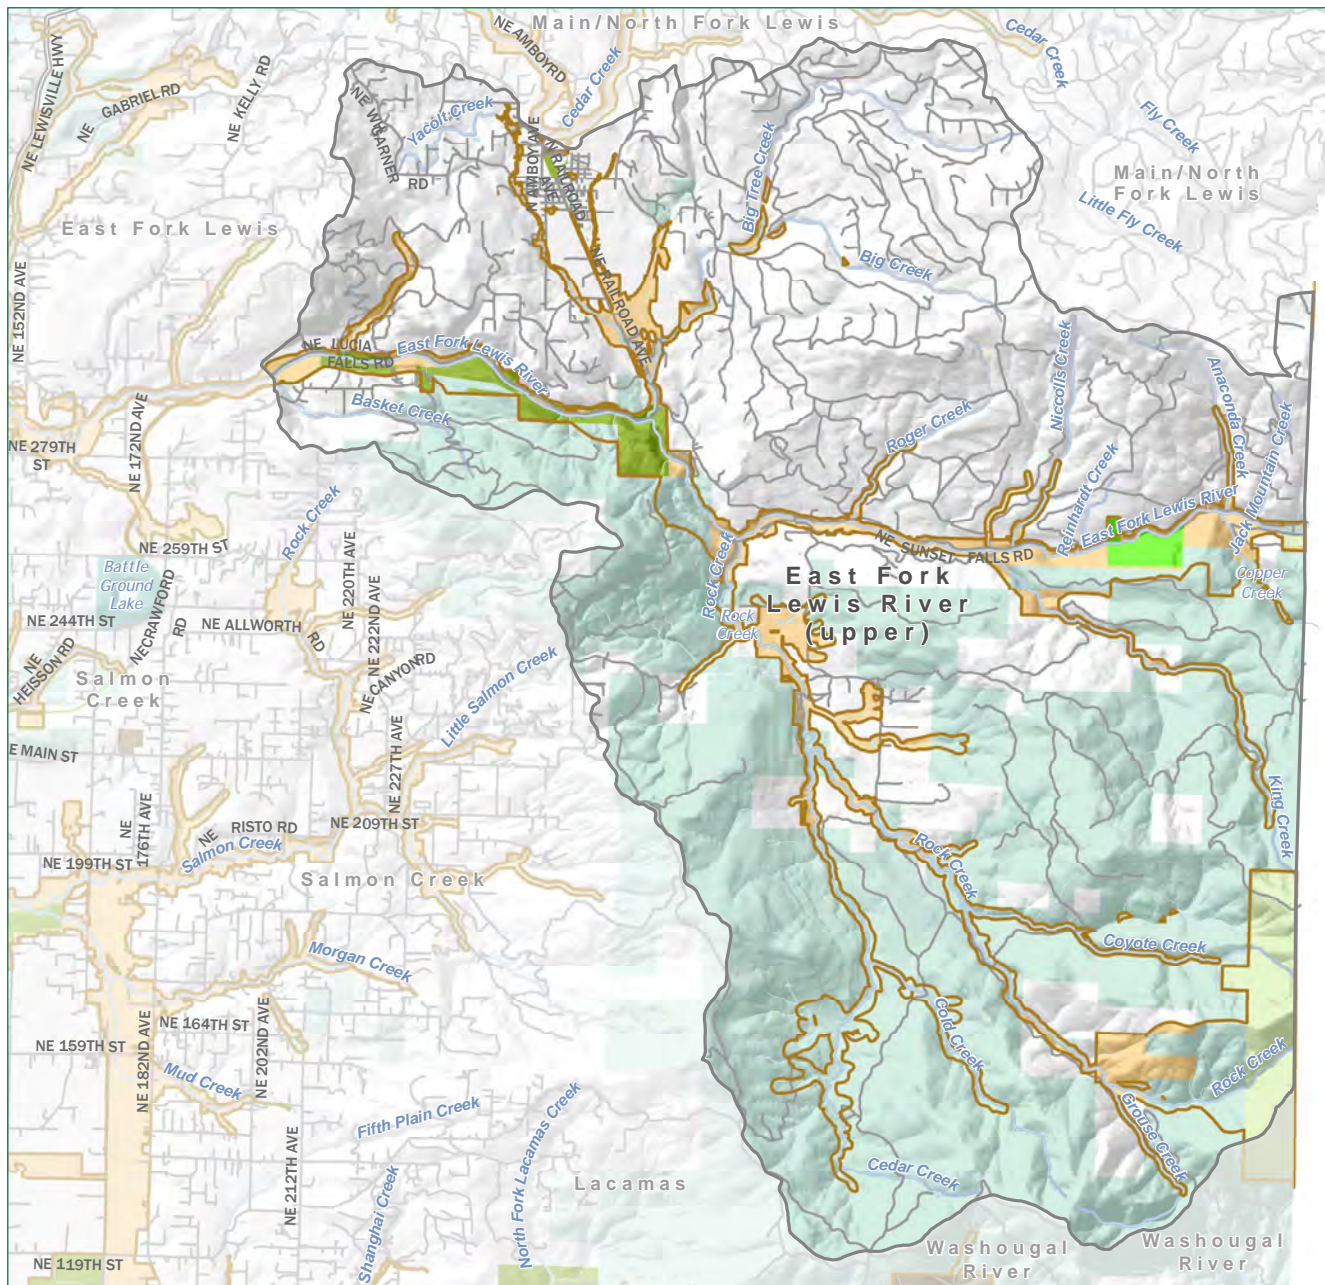 Main/North Fork Lewis
NE AMBOY RD
Cedar
Creek
Cedar Creek
NE LEWISVILLE HWY
NE GABRIEL RD
NE KELLY RD
NE WH
GARNER
RD
Yacolt Creek
N AMBOY AVE
N RAILROAD
AVE
Big Tree Creek
Fly Creek
Main/North
Fork Lewis
Little Fly Creek
East Fork Lewis
Big Creek
NE RAILROAD AVE
NE 152ND AVE
NE LUCIA
FALLS RD
East Fork Lewis River
Basket Creek
Niccolls Creek
Anaconda Creek
Jack Mountain Creek
Roger Creek
NE 279TH
ST
NE 172ND AVE
Reinhardt Creek
East Fork Lewis River
Rock Creek
NE 259TH ST
NE SUNSET FALLS RD
Battle
Ground
Lake
NE 220TH AVE
Rock Creek
East Fork
Lewis River
(upper)
Copper
Creek
NE CRAWFORD
RD
NE 244TH ST
NE ALLWORTH
RD
NE 222ND AVE
Rock
Creek
NE
HEISSON RD
Salmon
Creek
NE CANYON RD
Little Salmon Creek
E MAIN ST
NE 227TH AVE
King Creek
NE
176TH AVE
NE RISTO RD
NE 209TH ST
Salmon Creek
NE 199TH ST
Salmon Creek
Rock Creek
Morgan Creek
Coyote Creek
NE 164TH ST
NE 202ND AVE
NE 159TH ST
NE 182ND AVE
Cold Creek
Mud Creek
Rock Creek
Fifth Plain Creek
North Fork Lacamas Creek
Grouse Creek
NE 212TH AVE
Shanghai Creek
Lacamas
Cedar Creek
Washougal
River
Washougal
River
NE 119TH ST